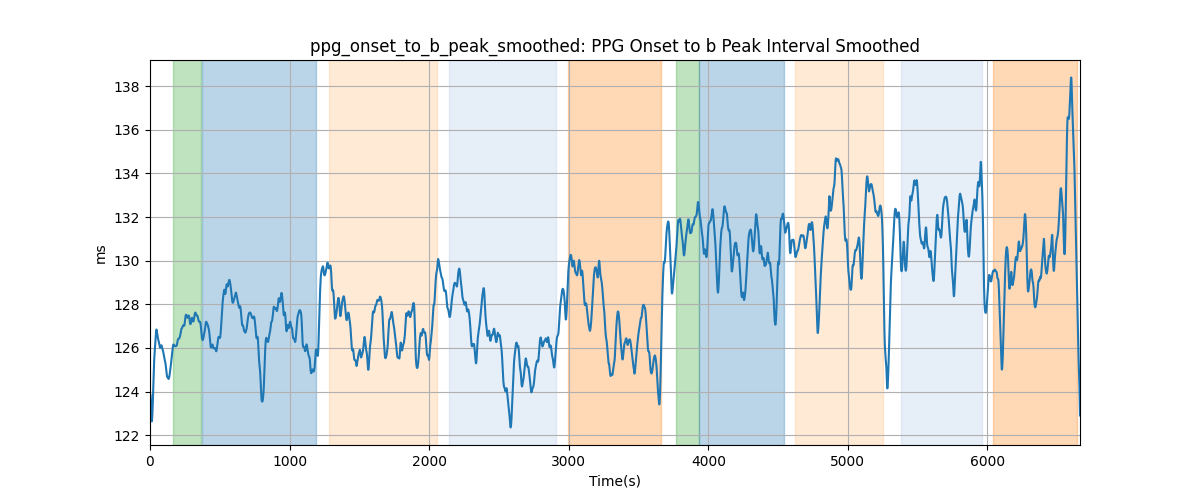 ppg_onset_to_b_peak_smoothed: PPG Onset to b Peak Interval Smoothed
138
136
134
132
130
128
126
124
122
ms
0 1000 2000 3000 4000 5000 6000
Time(s)